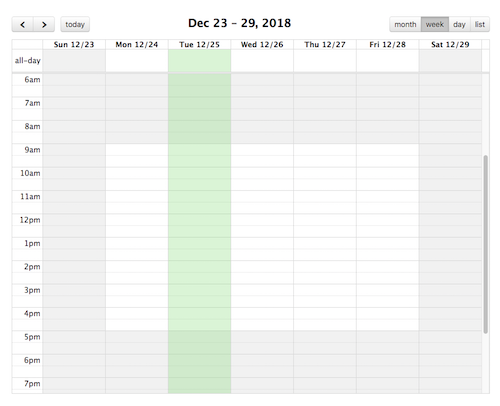 today Dec 23 – 29, 2018 month week day list
Sun 12/23 Mon 12/24 Tue 12/25 Wed 12/26 Thu 12/27 Fri 12/28 Sat 12/29
all-day
6am
7am
8am
9am
10am
11am
12pm
1pm
2pm
3pm
4pm
5pm
6pm
7pm